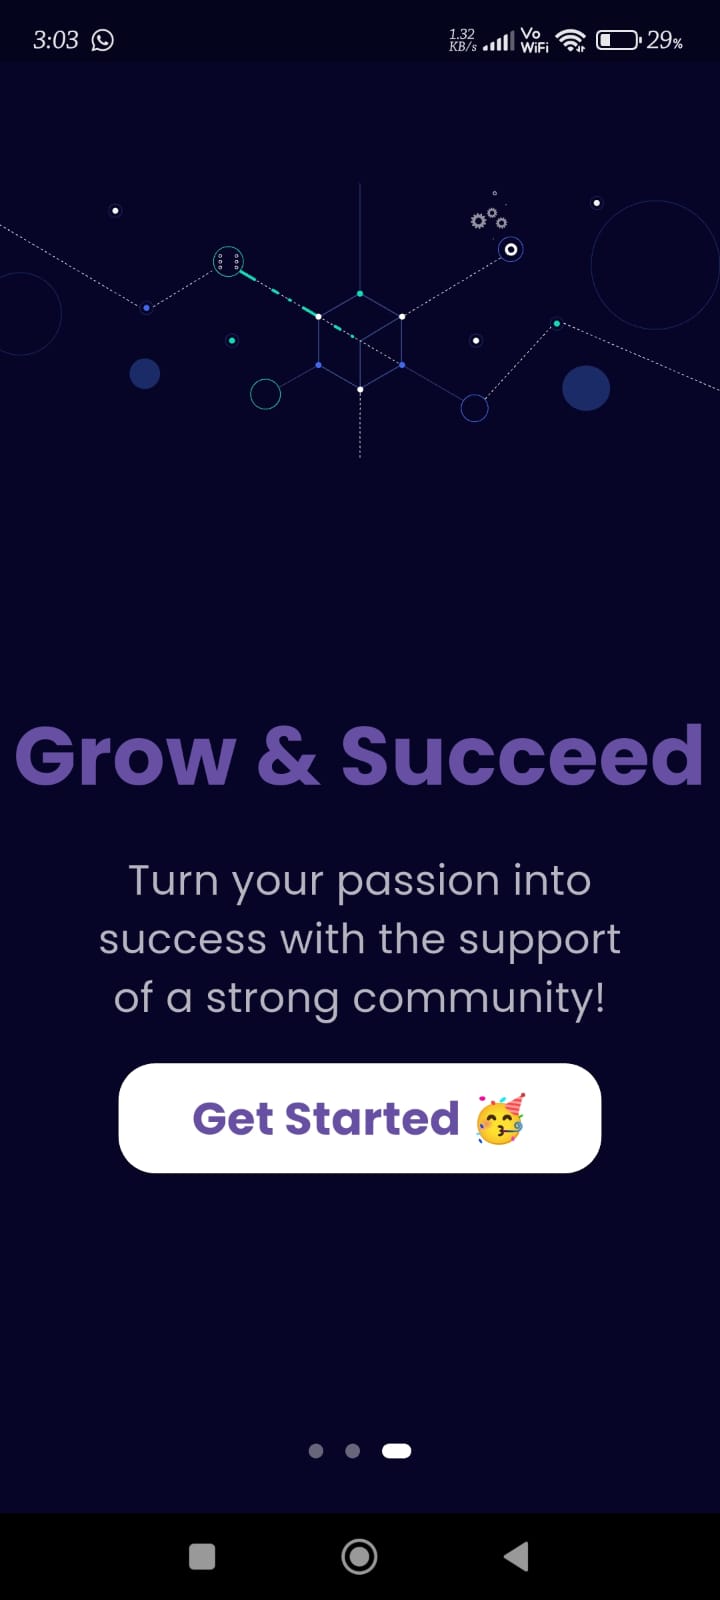 3:03
1.32
KB/s
Vo
WiFi
29%
Grow & Succeed
Turn your passion into
success with the support
of a strong community!
Get Started 🥳